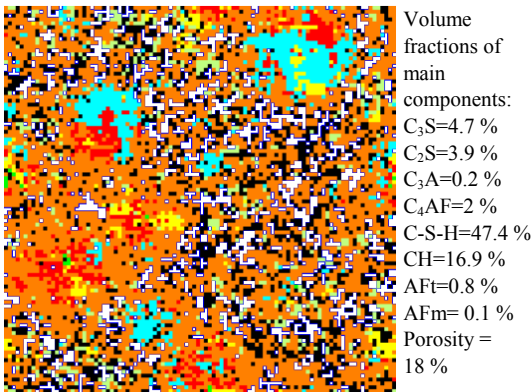 Volume
fractions of
main
components:
C₃S=4.7 %
C₂S=3.9 %
C₃A=0.2 %
C₄AF=2 %
C-S-H=47.4 %
CH=16.9 %
AFt=0.8 %
AFm= 0.1 %
Porosity =
18 %